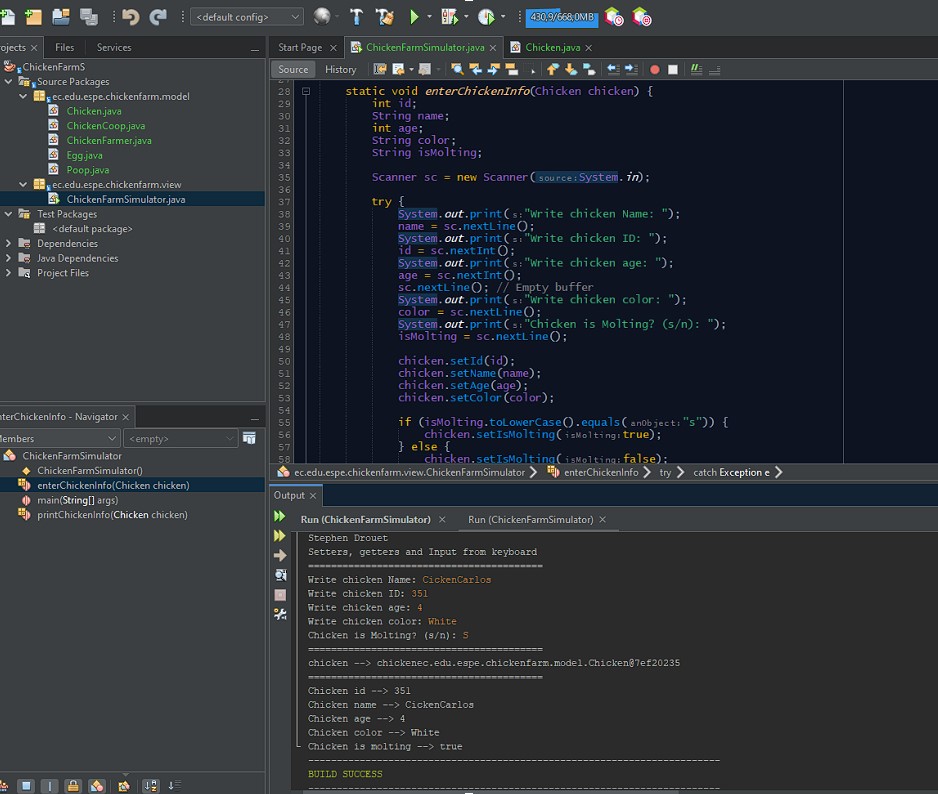 <default config>
430,9/668,0MB
rojects
Files
Services
ChickenFarmS
Source Packages
ec.edu.espe.chickenfarm.model
Chicken.java
ChickenCoop.java
ChickenFarmer.java
Egg.java
Poop.java
ec.edu.espe.chickenfarm.view
ChickenFarmSimulator.java
Test Packages
<default package>
Dependencies
Java Dependencies
Project Files
nterChickenInfo - Navigator
Members
<empty>
ChickenFarmSimulator
ChickenFarmSimulator()
enterChickenInfo(Chicken chicken)
main(String[] args)
printChickenInfo(Chicken chicken)
Start Page
ChickenFarmSimulator.java
Chicken.java
Source
History
28 static void enterChickenInfo(Chicken chicken) {
29 int id;
30 String name;
31 int age;
32 String color;
33 String isMolting;
34
35 Scanner sc = new Scanner(source:System.in);
36
37 try {
38 System.out.print(s:"Write chicken Name: ");
39 name = sc.nextLine();
40 System.out.print(s:"Write chicken ID: ");
41 id = sc.nextInt();
42 System.out.print(s:"Write chicken age: ");
43 age = sc.nextInt();
44 sc.nextLine(); // Empty buffer
45 System.out.print(s:"Write chicken color: ");
46 color = sc.nextLine();
47 System.out.print(s:"Chicken is Molting? (s/n): ");
48 isMolting = sc.nextLine();
49
50 chicken.setId(id);
51 chicken.setName(name);
52 chicken.setAge(age);
53 chicken.setColor(color);
54
55 if (isMolting.toLowerCase().equals(anObject:"s")) {
56 chicken.setIsMolting(isMolting:true);
57 } else {
58 chicken.setIsMolting(isMolting:false);
ec.edu.espe.chickenfarm.view.ChickenFarmSimulator
enterChickenInfo
try
catch Exception e
Output
Run (ChickenFarmSimulator)
Run (ChickenFarmSimulator)
Stephen Drouet
Setters, getters and Input from keyboard
=========================================
Write chicken Name: CickenCarlos
Write chicken ID: 351
Write chicken age: 4
Write chicken color: White
Chicken is Molting? (s/n): S
=========================================
chicken --> chickenec.edu.espe.chickenfarm.model.Chicken@7ef20235
=========================================
Chicken id --> 351
Chicken name --> CickenCarlos
Chicken age --> 4
Chicken color --> White
Chicken is molting --> true
------------------------------------------------------------------------
BUILD SUCCESS
------------------------------------------------------------------------